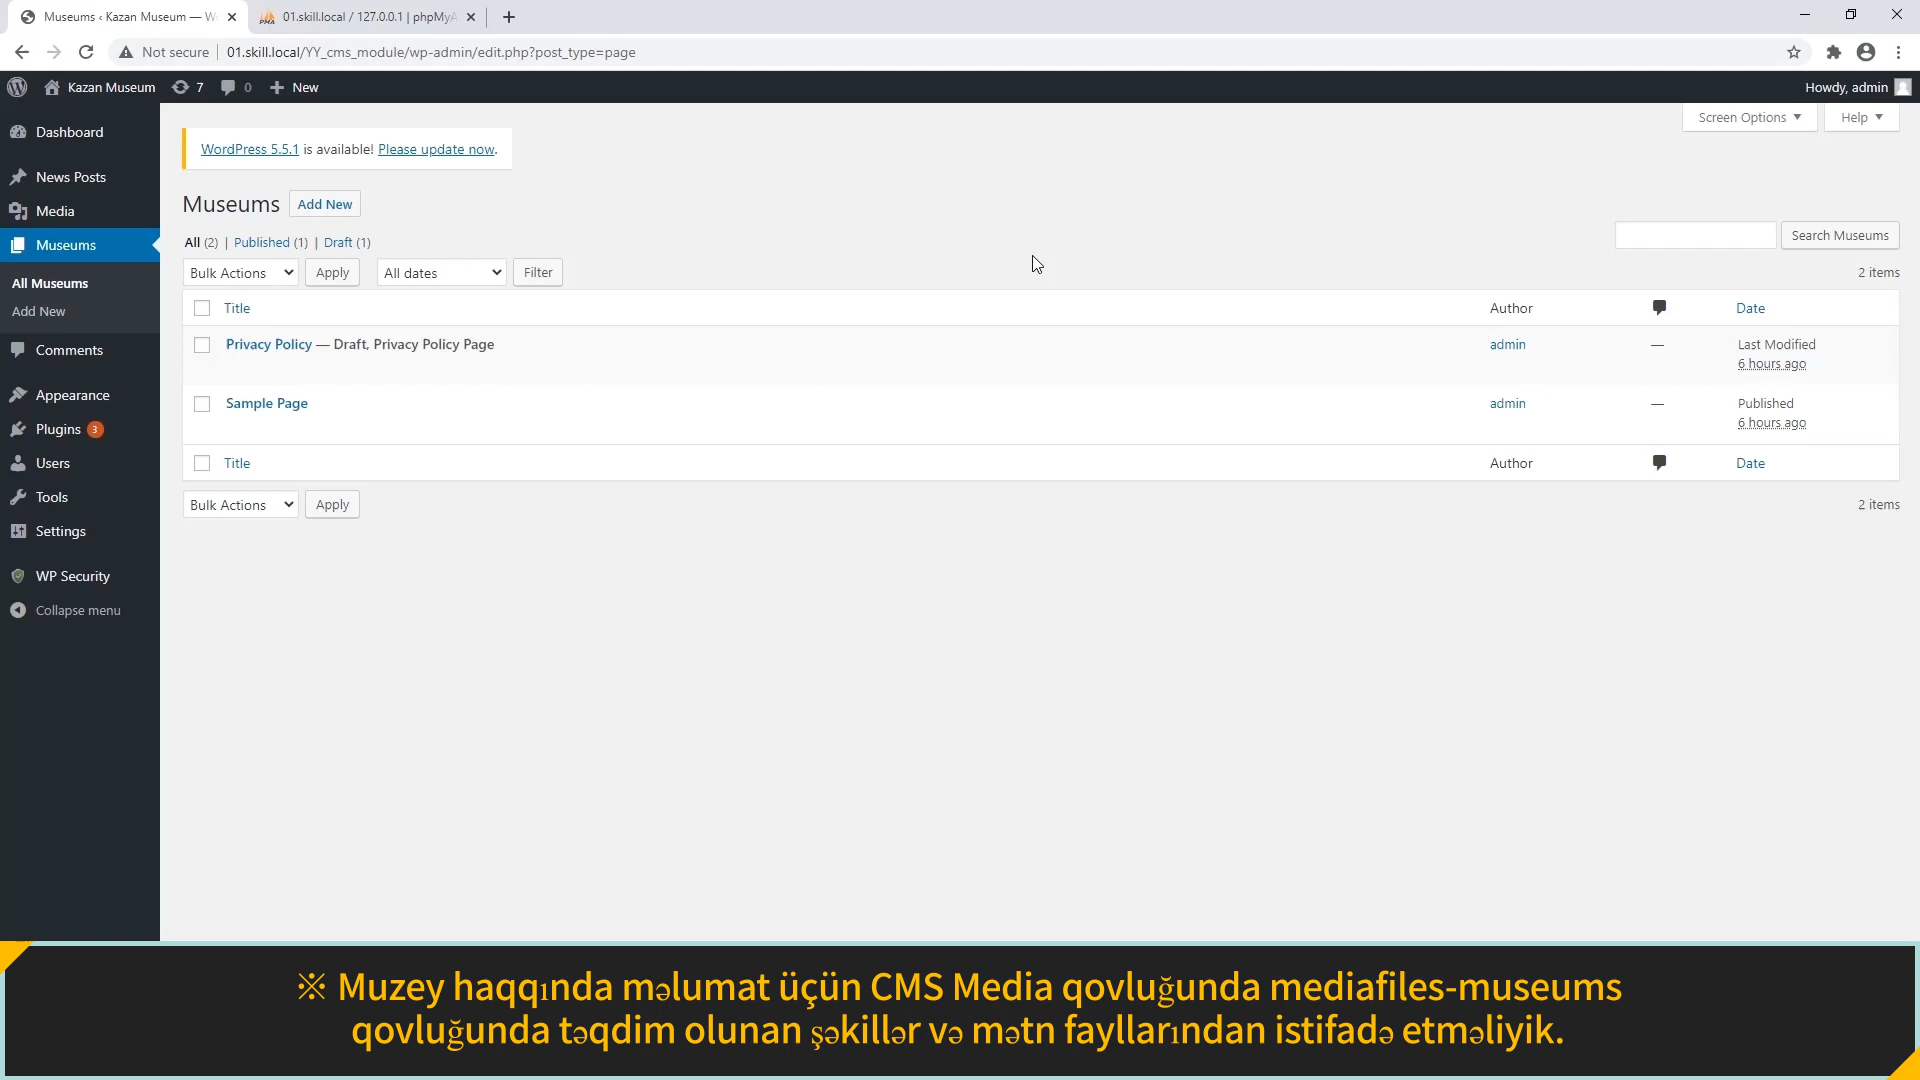 Museums ‹ Kazan Museum — W
01.skill.local / 127.0.0.1 | phpMyA
Not secure
01.skill.local/YY_cms_module/wp-admin/edit.php?post_type=page
Kazan Museum
7
0
New
Howdy, admin
Dashboard
News Posts
Media
Museums
All Museums
Add New
Comments
Appearance
Plugins 3
Users
Tools
Settings
WP Security
Collapse menu
Screen Options
Help
WordPress 5.5.1 is available! Please update now.
Museums
Add New
All (2) | Published (1) | Draft (1)
Search Museums
Bulk Actions
Apply
All dates
Filter
2 items
Title
Author
Date
Privacy Policy — Draft, Privacy Policy Page
admin
—
Last Modified
6 hours ago
Sample Page
admin
—
Published
6 hours ago
Title
Author
Date
Bulk Actions
Apply
2 items
※ Muzey haqqında məlumat üçün CMS Media qovluğunda mediafiles-museums
qovluğunda təqdim olunan şəkillər və mətn fayllarından istifadə etməliyik.